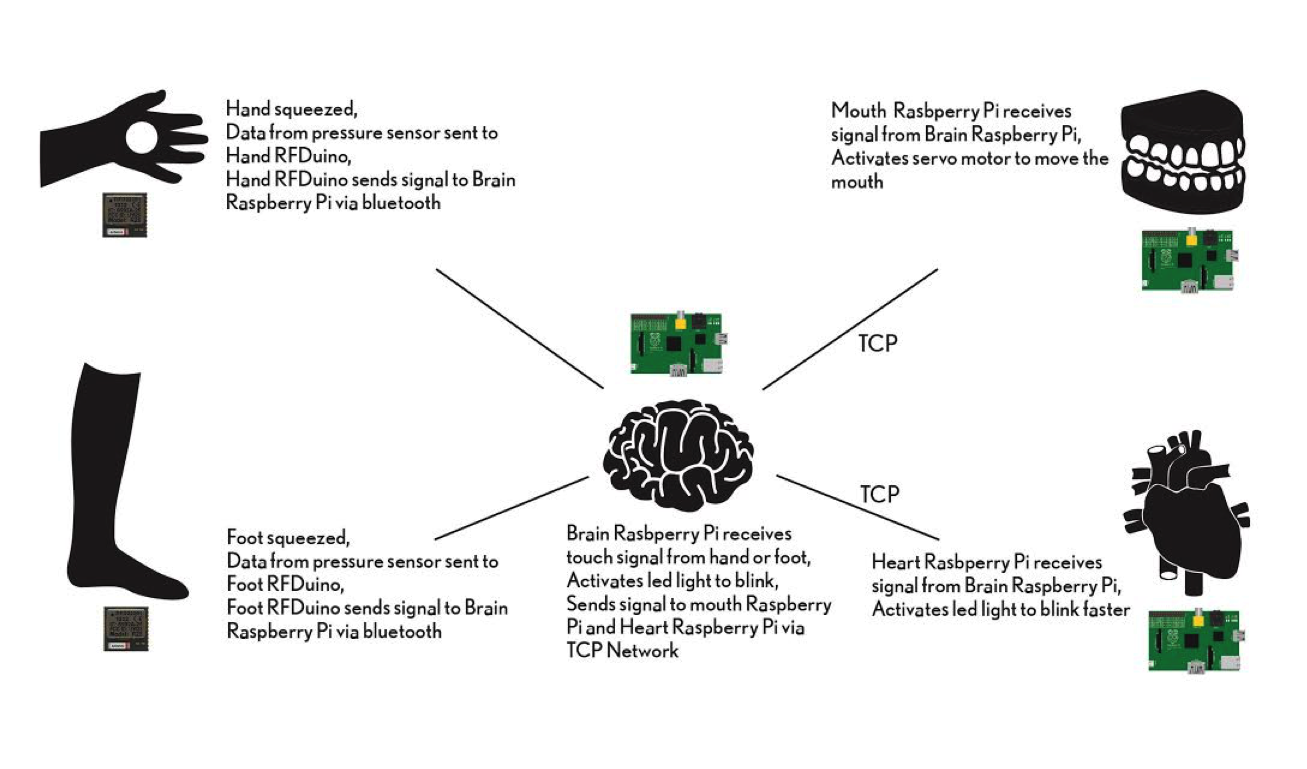 Hand squeezed,
Data from pressure sensor sent to
Hand RFDuino,
Hand RFDuino sends signal to Brain
Raspberry Pi via bluetooth
Mouth Rasbperry Pi receives
signal from Brain Raspberry Pi,
Activates servo motor to move the
mouth
TCP
TCP
Foot squeezed,
Data from pressure sensor sent to
Foot RFDuino,
Foot RFDuino sends signal to Brain
Raspberry Pi via bluetooth
Brain Rasbperry Pi receives
touch signal from hand or foot,
Activates led light to blink,
Sends signal to mouth Raspberry
Pi and Heart Raspberry Pi via
TCP Network
Heart Rasbperry Pi receives
signal from Brain Raspberry Pi,
Activates led light to blink faster